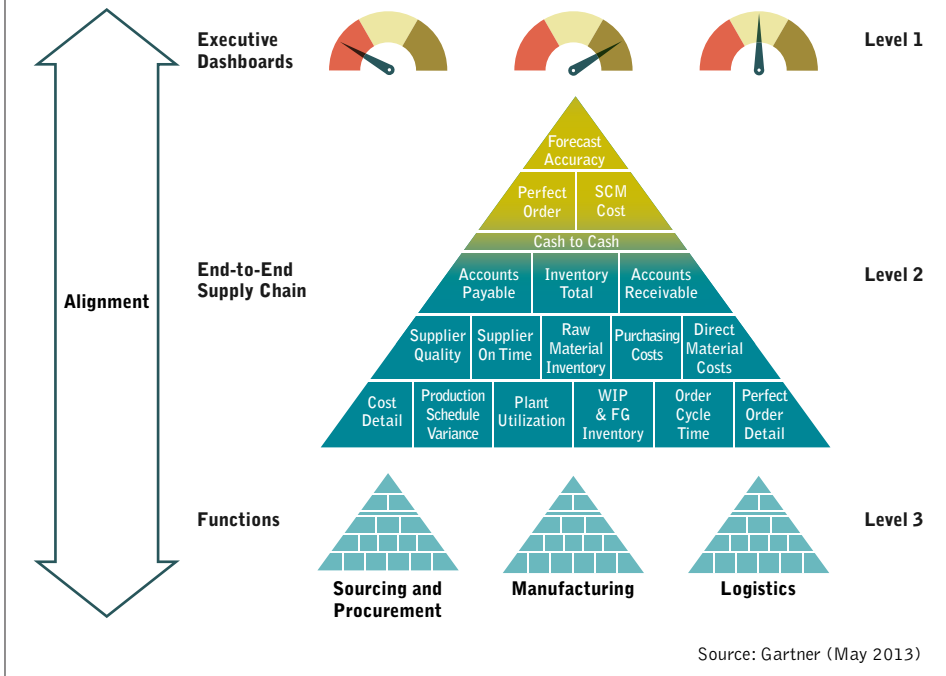 Executive
Dashboards
Level 1
Forecast
Accuracy
Perfect
Order
SCM
Cost
Cash to Cash
End-to-End
Supply Chain
Level 2
Alignment
Accounts
Payable
Inventory
Total
Accounts
Receivable
Supplier
Quality
Supplier
On Time
Raw
Material
Inventory
Purchasing
Costs
Direct
Material
Costs
Cost
Detail
Production
Schedule
Variance
Plant
Utilization
WIP
& FG
Inventory
Order
Cycle
Time
Perfect
Order
Detail
Functions
Level 3
Sourcing and
Procurement
Manufacturing
Logistics
Source: Gartner (May 2013)